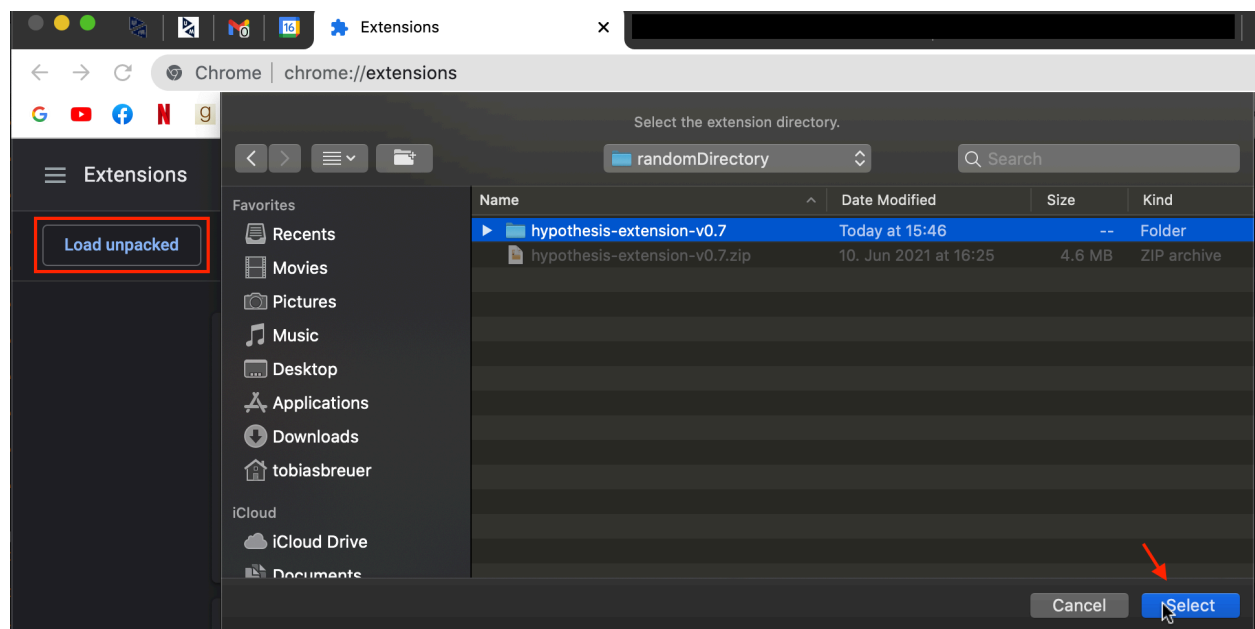 16 Extensions
Chrome | chrome://extensions
G N g
Select the extension directory.
randomDirectory Search
Extensions
Favorites Name Date Modified Size Kind
Load unpacked Recents hypothesis-extension-v0.7 Today at 15:46 -- Folder
Movies hypothesis-extension-v0.7.zip 10. Jun 2021 at 16:25 4.6 MB ZIP archive
Pictures
Music
Desktop
Applications
Downloads
tobiasbreuer
iCloud
iCloud Drive
Documents
Cancel Select